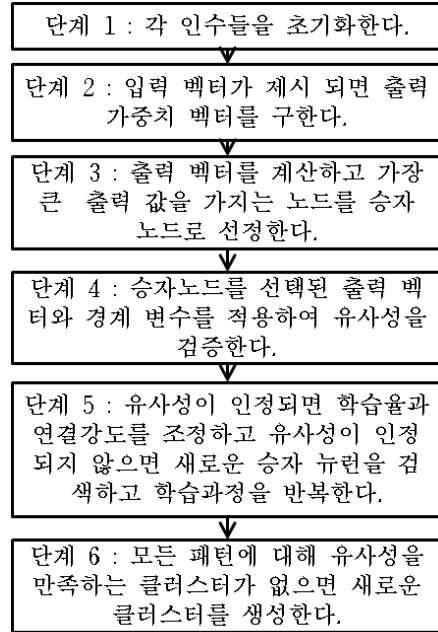 단계 1 : 각 인수들을 초기화한다.
단계 2 : 입력 벡터가 제시 되면 출력
가중치 벡터를 구한다.
단계 3 : 출력 벡터를 계산하고 가장
큰 출력 값을 가지는 노드를 승자
노드로 선정한다.
단계 4 : 승자노드를 선택된 출력 벡
터와 경계 변수를 적용하여 유사성을
검증한다.
단계 5 : 유사성이 인정되면 학습율과
연결강도를 조정하고 유사성이 인정
되지 않으면 새로운 승자 뉴런을 검
색하고 학습과정을 반복한다.
단계 6 : 모든 패턴에 대해 유사성을
만족하는 클러스터가 없으면 새로운
클러스터를 생성한다.